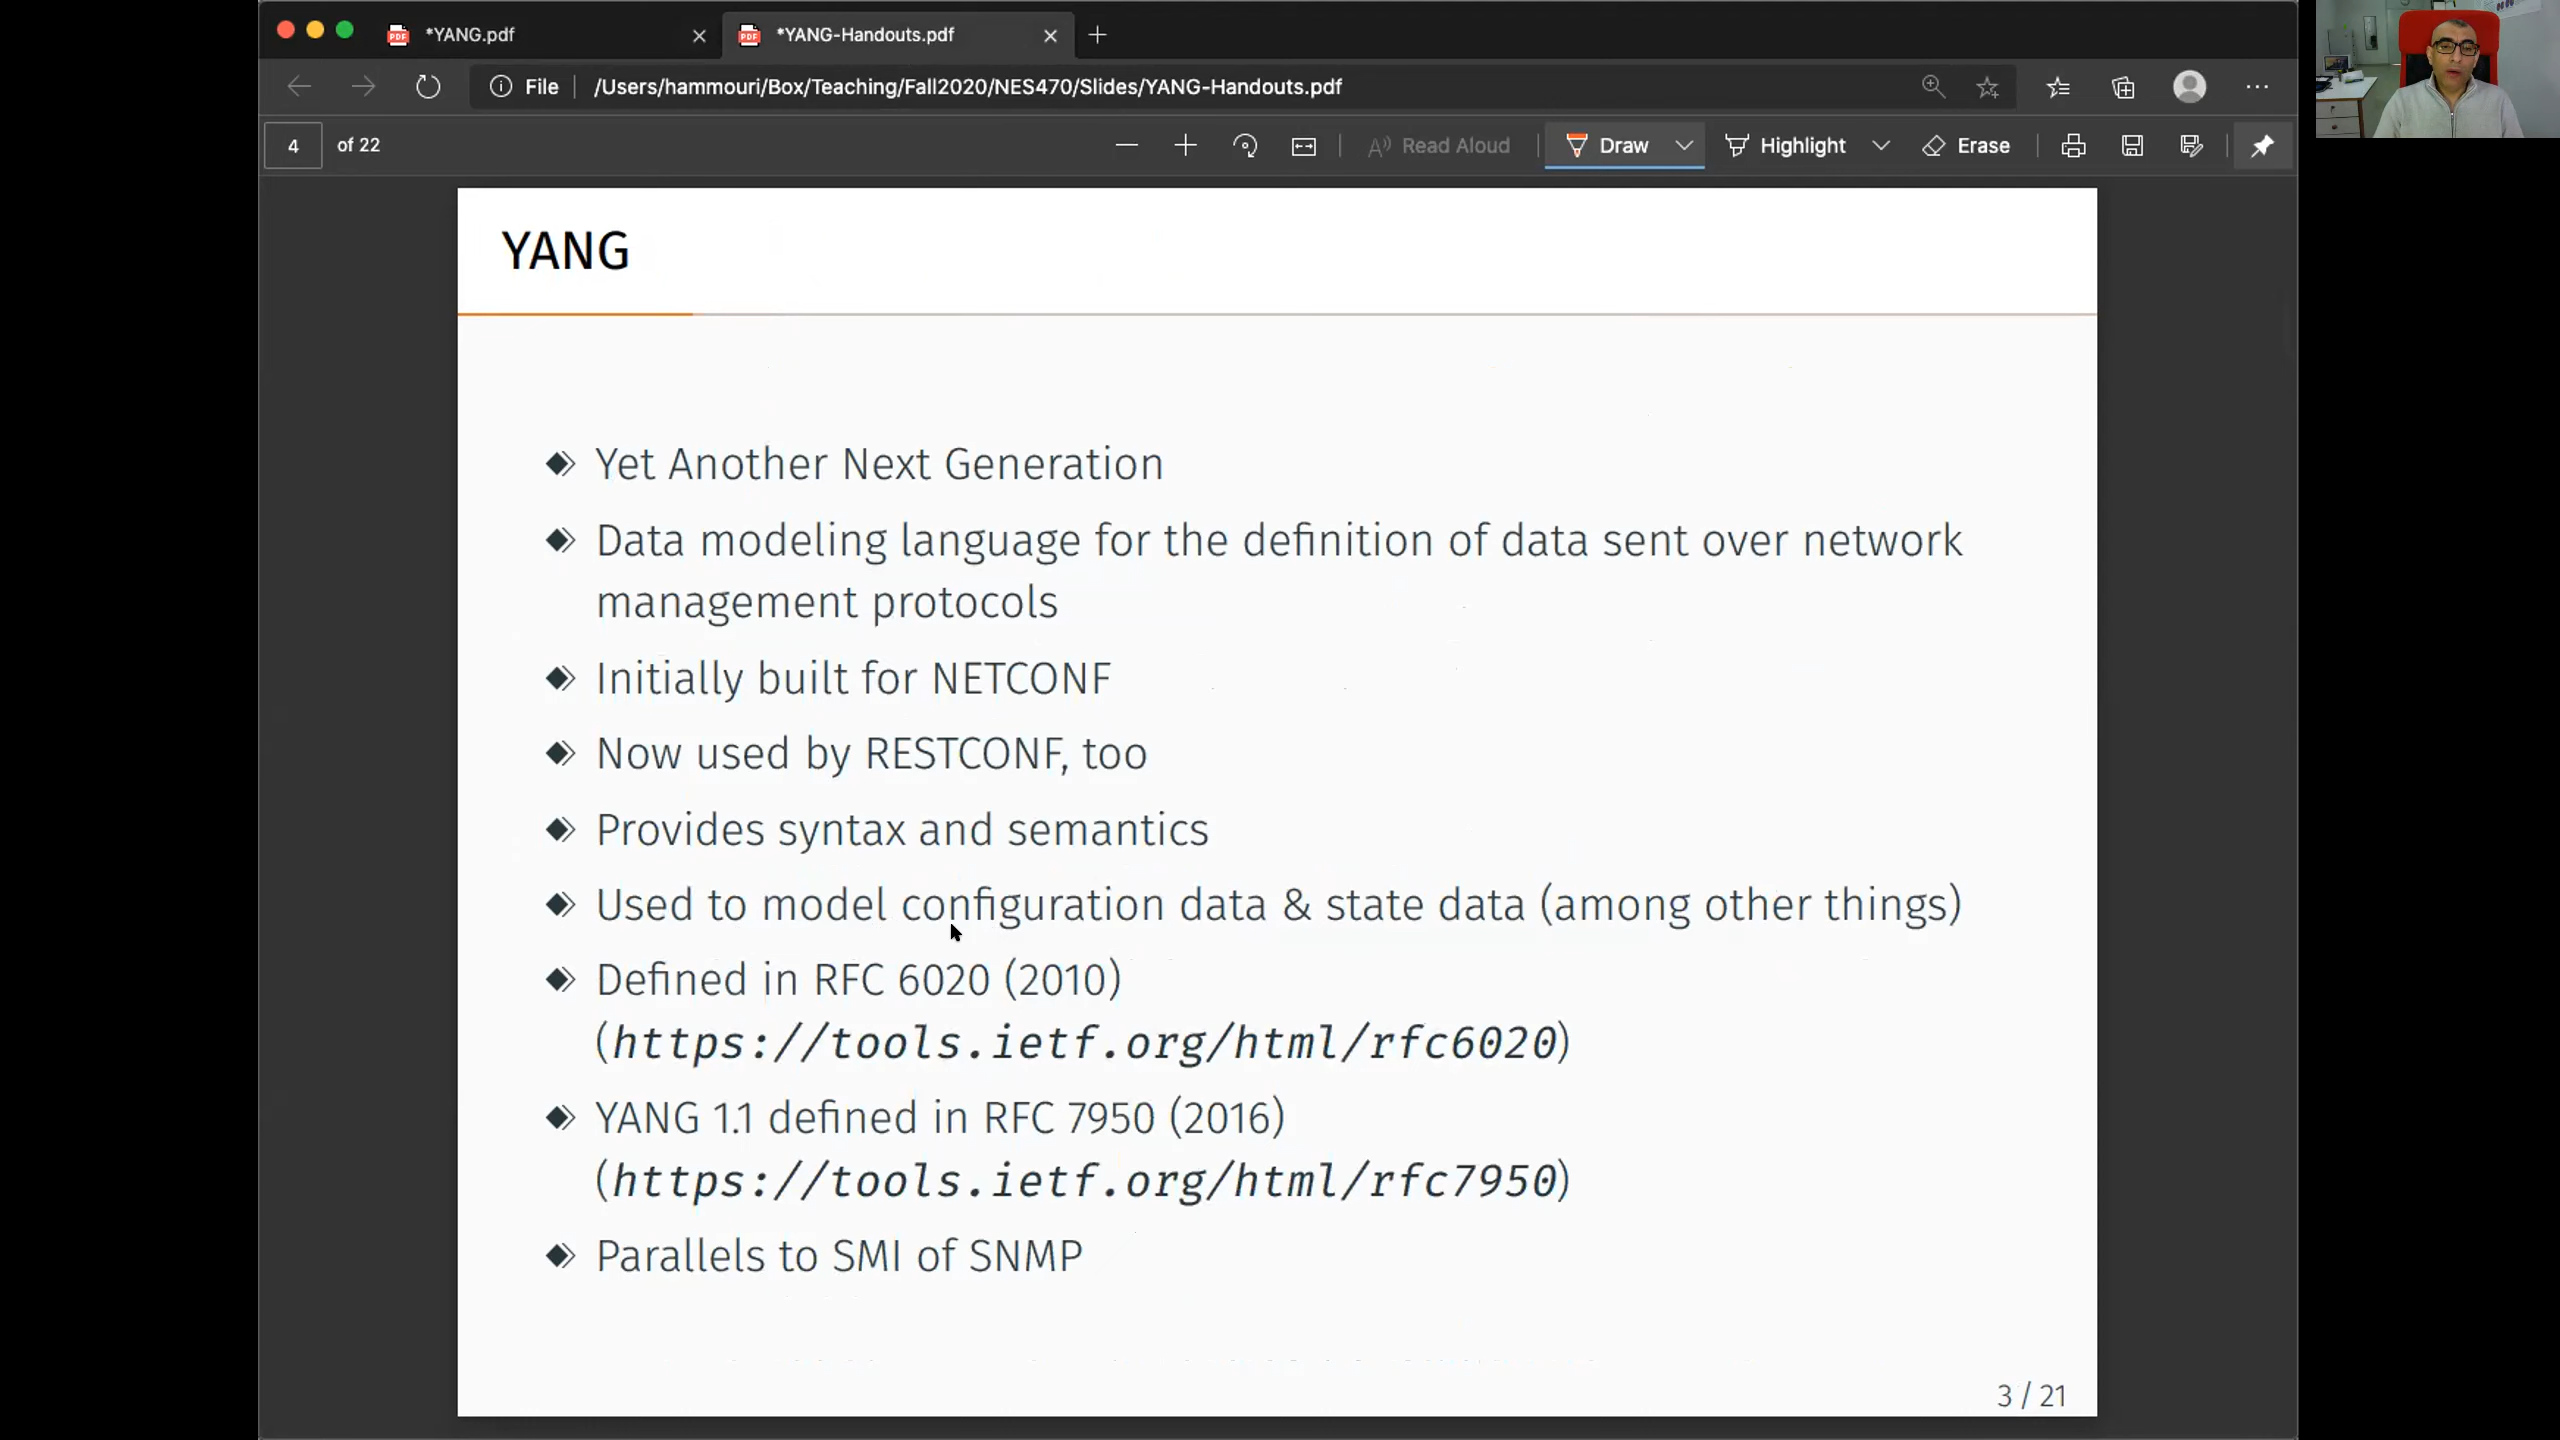 *YANG.pdf
*YANG-Handouts.pdf
File
/Users/hammouri/Box/Teaching/Fall2020/NES470/Slides/YANG-Handouts.pdf
4 of 22
Read Aloud
Draw
Highlight
Erase
YANG
Yet Another Next Generation
Data modeling language for the definition of data sent over network
management protocols
Initially built for NETCONF
Now used by RESTCONF, too
Provides syntax and semantics
Used to model configuration data & state data (among other things)
Defined in RFC 6020 (2010)
(https://tools.ietf.org/html/rfc6020)
YANG 1.1 defined in RFC 7950 (2016)
(https://tools.ietf.org/html/rfc7950)
Parallels to SMI of SNMP
3 / 21